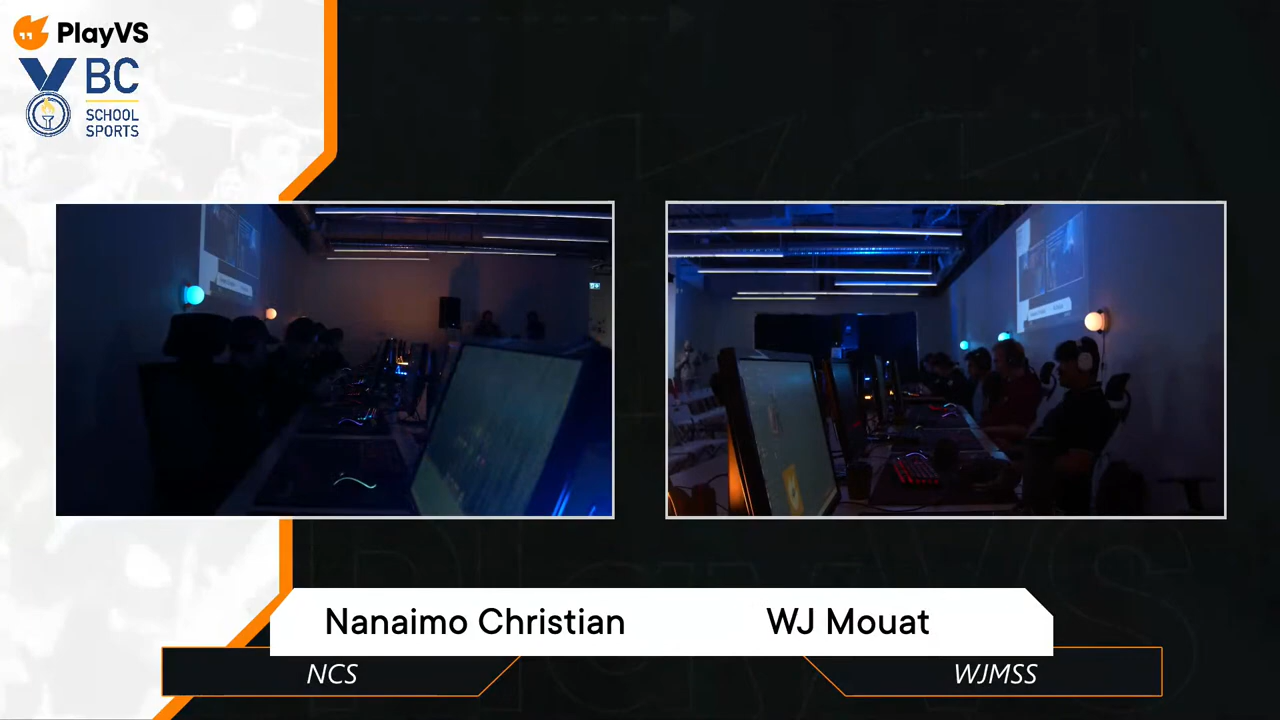 PlayVS
BC
SCHOOL
SPORTS
Nanaimo Christian
WJ Mouat
NCS
WJMSS